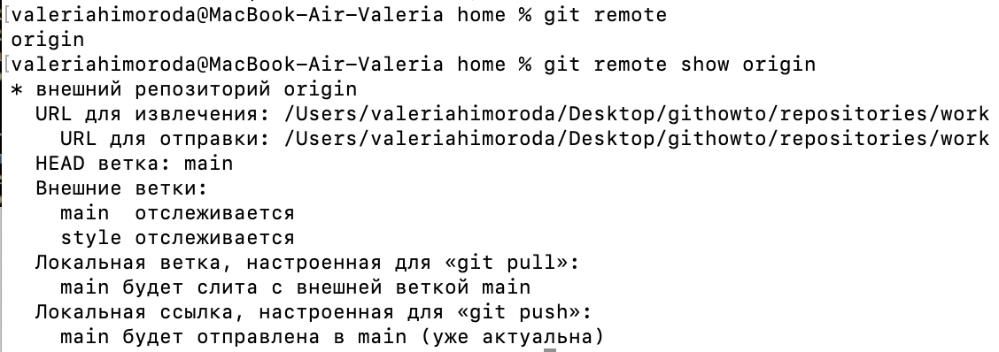 [valeriahimoroda@MacBook-Air-Valeria home % git remote
origin
[valeriahimoroda@MacBook-Air-Valeria home % git remote show origin
* внешний репозиторий origin
URL для извлечения: /Users/valeriahimoroda/Desktop/githowto/repositories/work
URL для отправки: /Users/valeriahimoroda/Desktop/githowto/repositories/work
HEAD ветка: main
Внешние ветки:
main отслеживается
style отслеживается
Локальная ветка, настроенная для «git pull»:
main будет слита с внешней веткой main
Локальная ссылка, настроенная для «git push»:
main будет отправлена в main (уже актуальна)